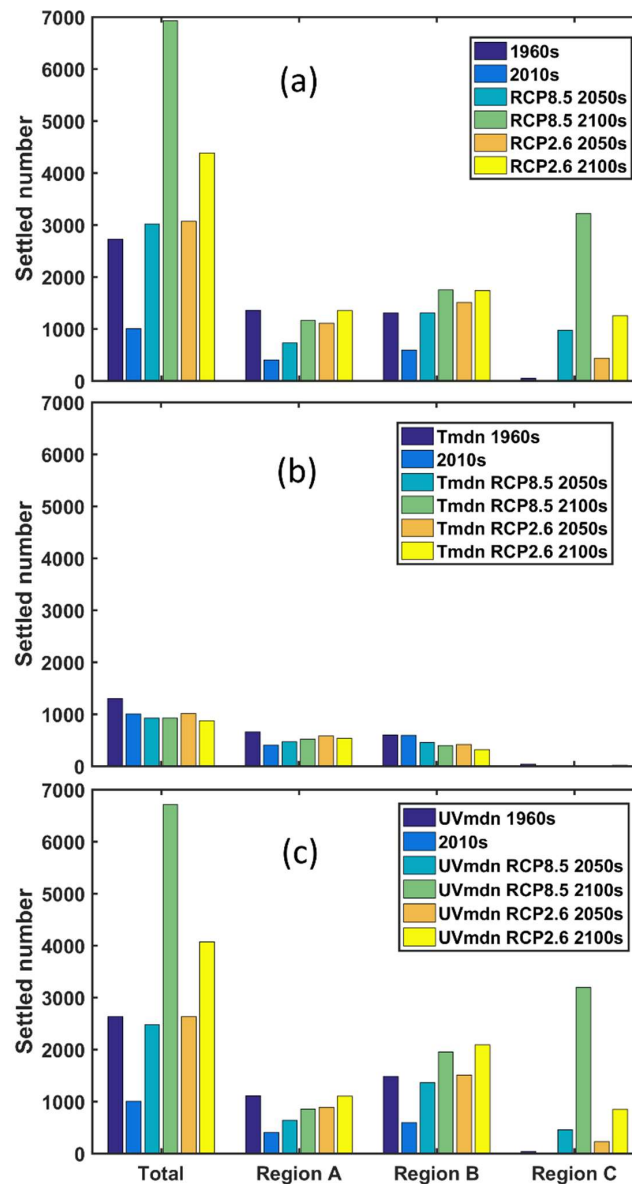 7000
6000
5000
4000
3000
2000
1000
0
Settled number
(a)
1960s
2010s
RCP8.5 2050s
RCP8.5 2100s
RCP2.6 2050s
RCP2.6 2100s
7000
6000
5000
4000
3000
2000
1000
0
Settled number
(b)
Tmdn 1960s
2010s
Tmdn RCP8.5 2050s
Tmdn RCP8.5 2100s
Tmdn RCP2.6 2050s
Tmdn RCP2.6 2100s
7000
6000
5000
4000
3000
2000
1000
0
Settled number
(c)
UVmdn 1960s
2010s
UVmdn RCP8.5 2050s
UVmdn RCP8.5 2100s
UVmdn RCP2.6 2050s
UVmdn RCP2.6 2100s
Total Region A Region B Region C